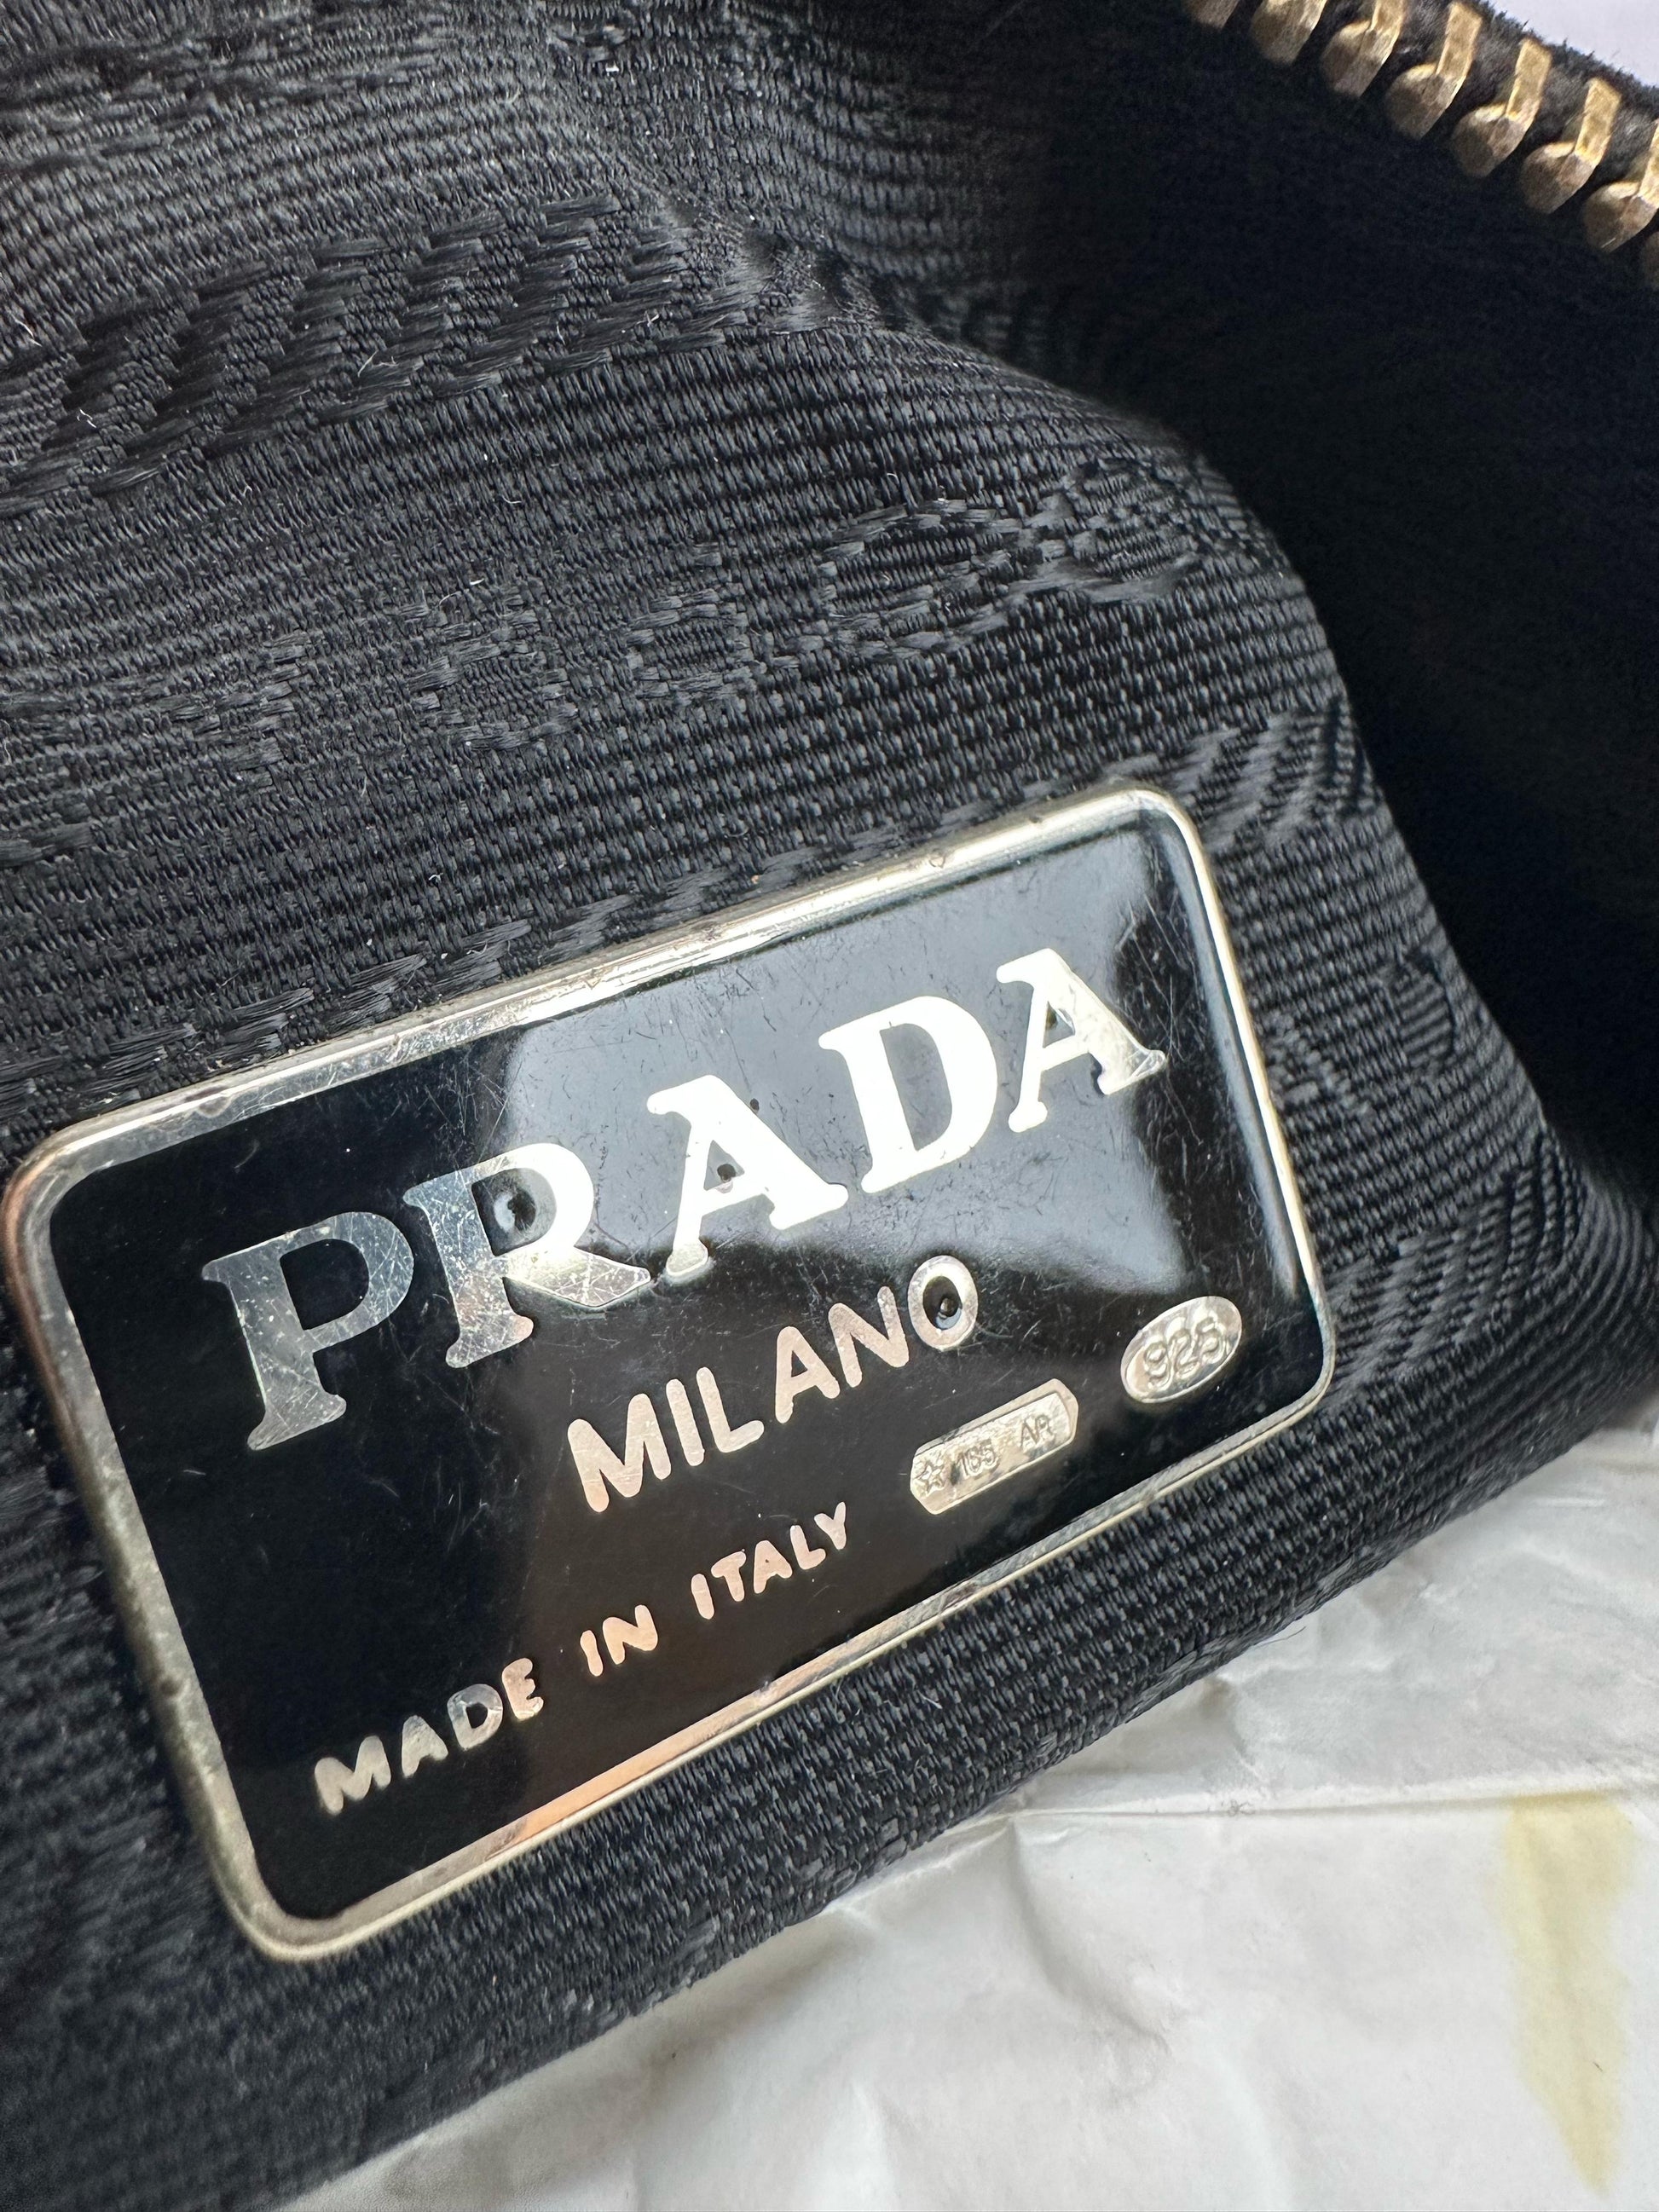 PRADA
MILANO
MADE IN ITALY ☆ 165 AR 925